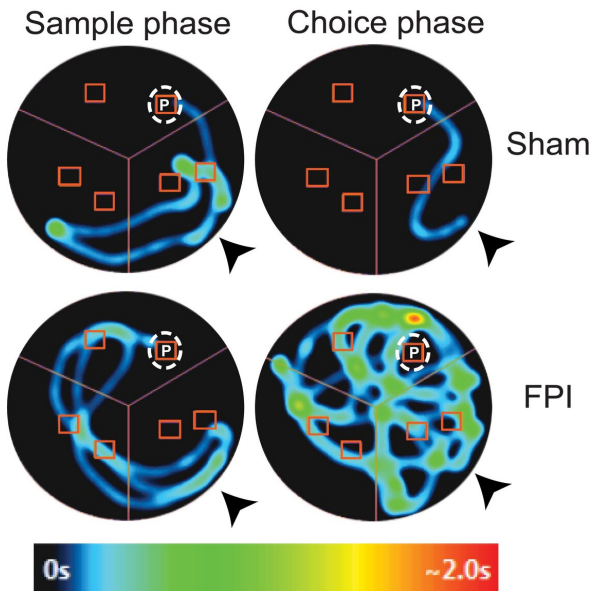 Sample phase
Choice phase
P
P
Sham
P
P
FPI
0s
~2.0s